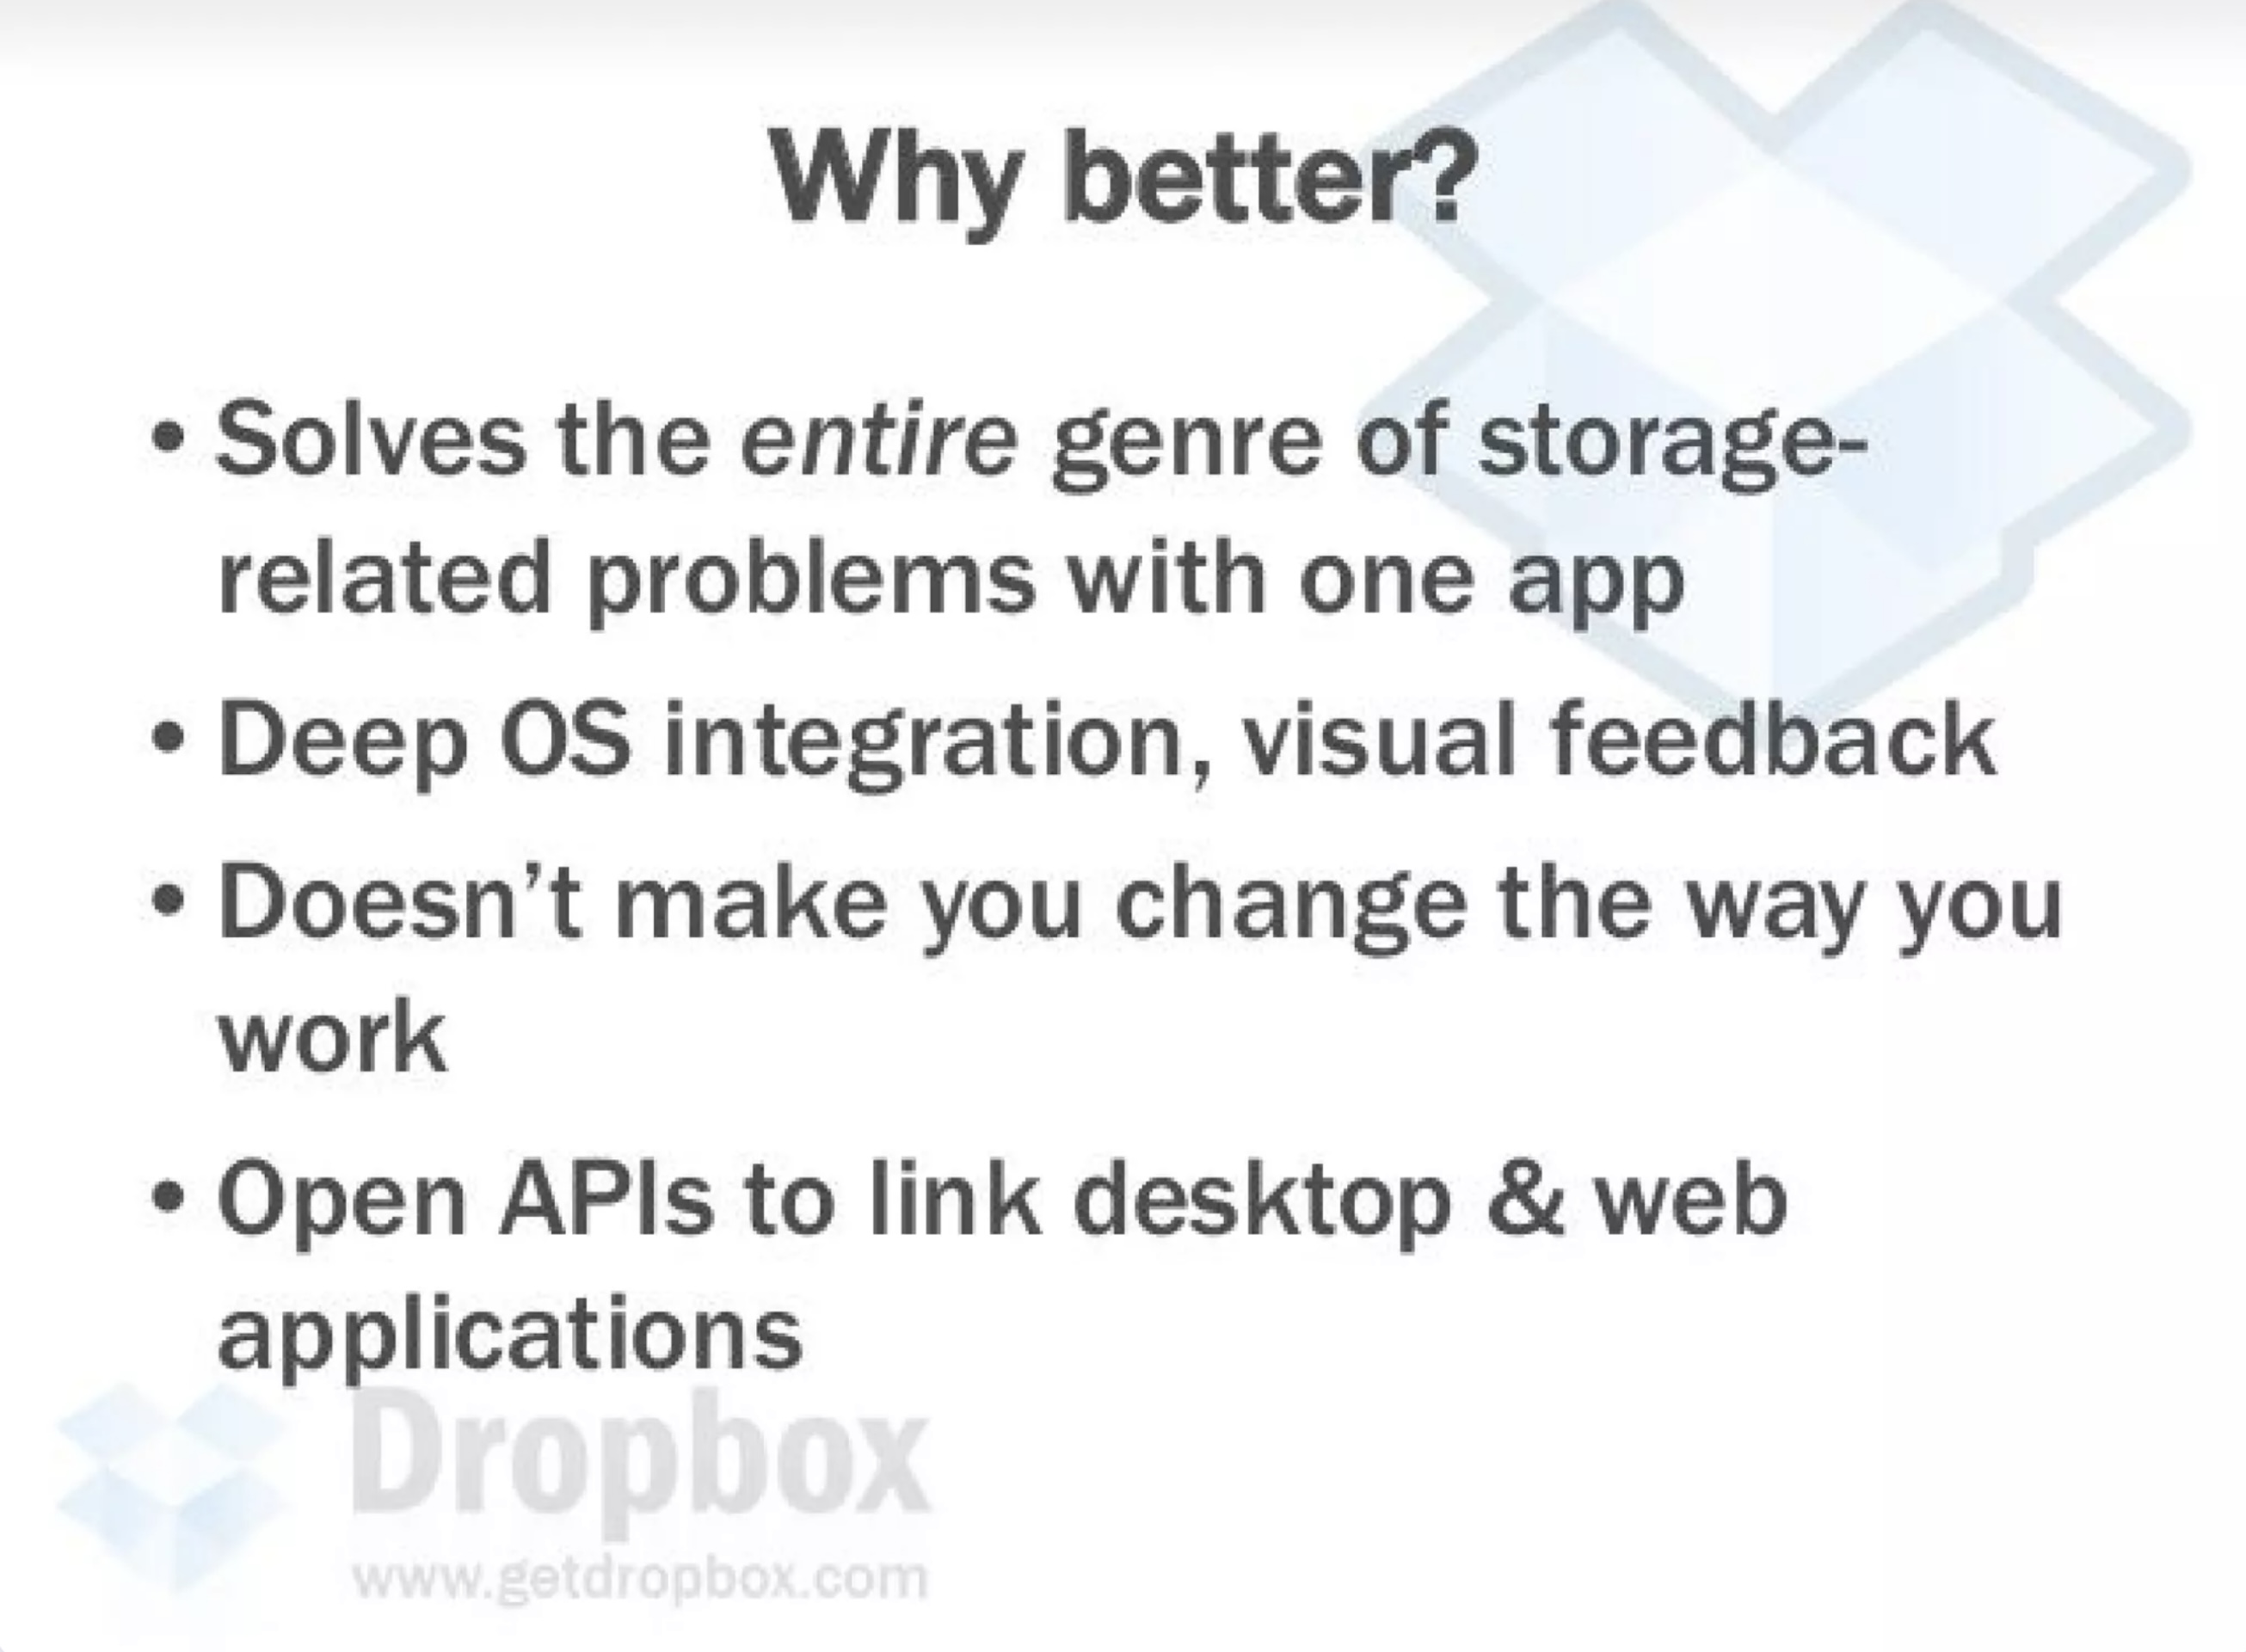 Why better?
• Solves the entire genre of storage-
related problems with one app
• Deep OS integration, visual feedback
• Doesn’t make you change the way you
work
• Open APIs to link desktop & web
applications
Dropbox
www.getdropbox.com